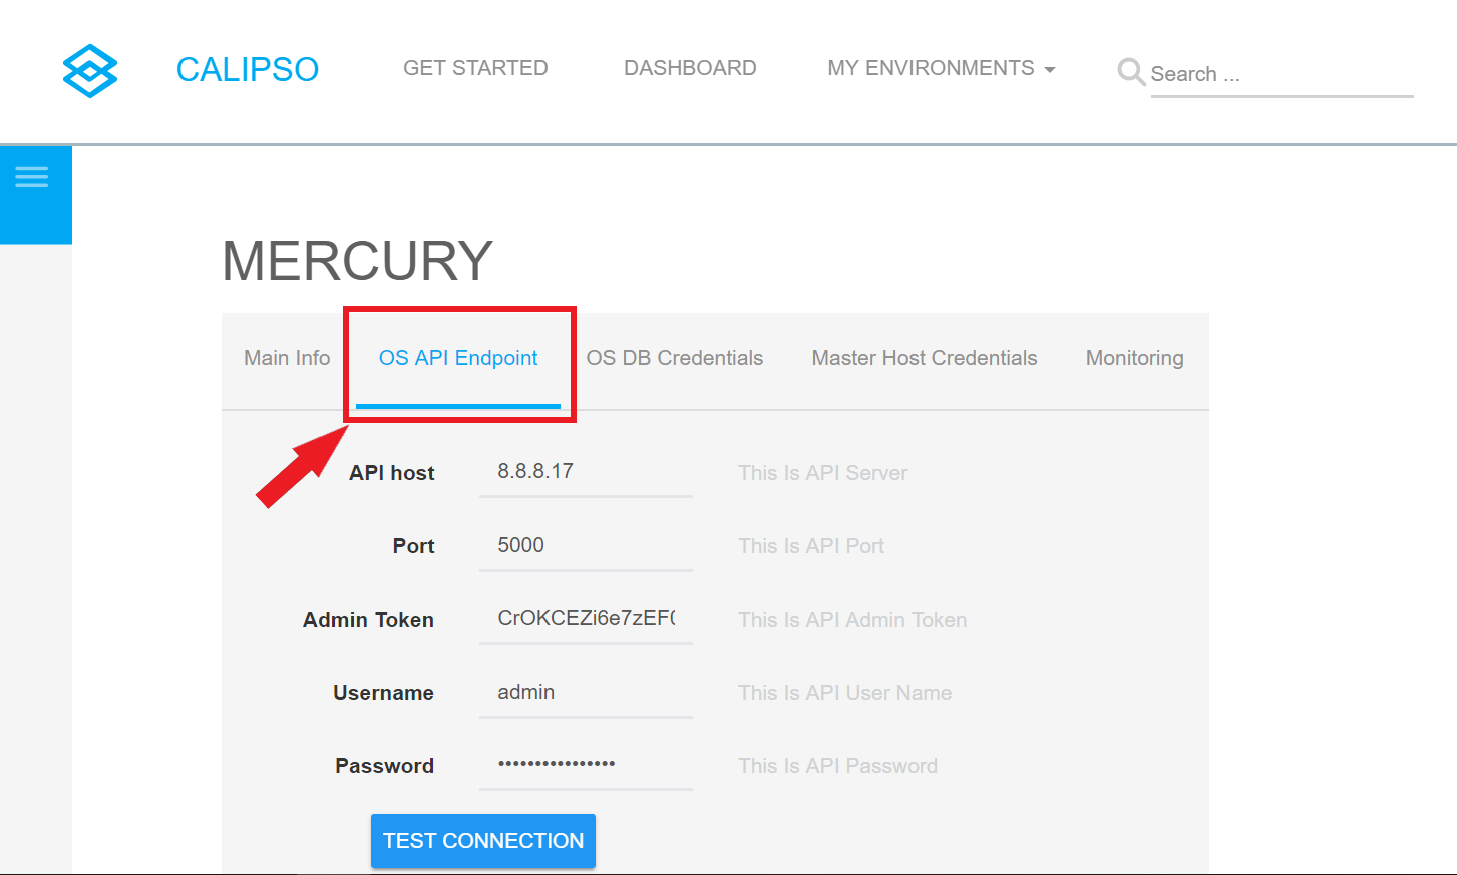 CALIPSO GET STARTED DASHBOARD MY ENVIRONMENTS Search ...
MERCURY
Main Info OS API Endpoint OS DB Credentials Master Host Credentials Monitoring
API host 8.8.8.17 This Is API Server
Port 5000 This Is API Port
Admin Token CrOKCEZi6e7zEF This Is API Admin Token
Username admin This Is API User Name
Password •••••••••••••••• This Is API Password
TEST CONNECTION